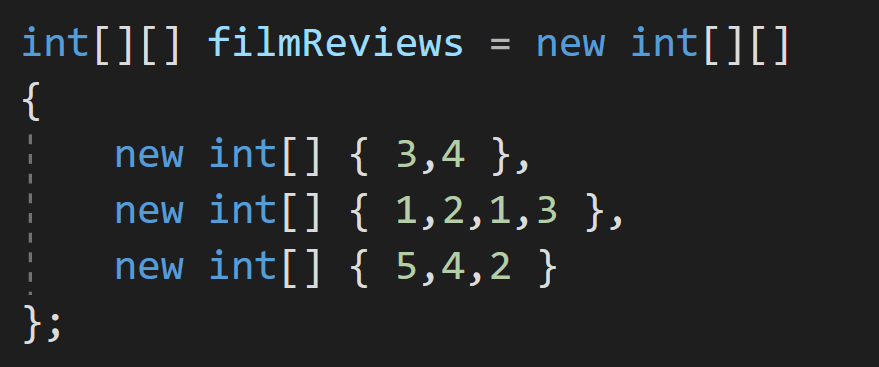 int[][] filmReviews = new int[][]
{
    new int[] { 3,4 },
    new int[] { 1,2,1,3 },
    new int[] { 5,4,2 }
};